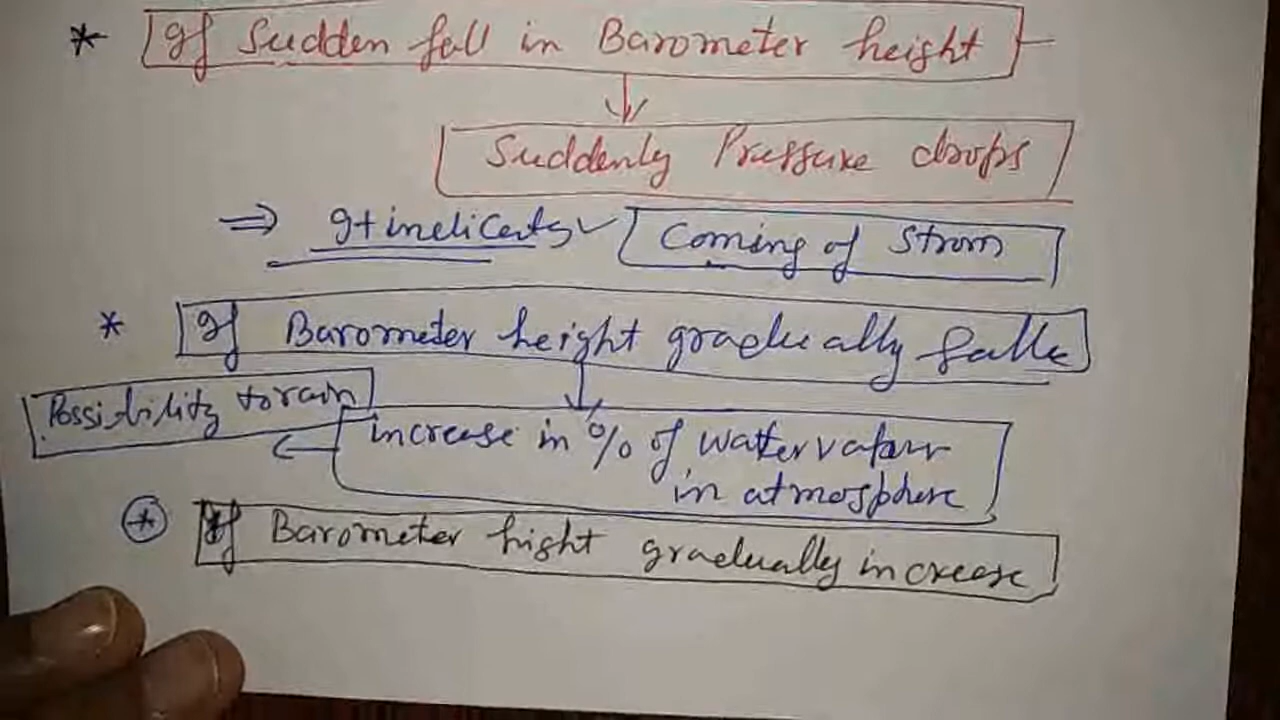 * If Sudden fall in Barometer height
Suddenly Pressure drops
⇒ It indicates Coming of Strom
* If Barometer height gradually falls
Possibility to rain
increase in % of water vapour
in atmosphere
* If Barometer hight gradually increase